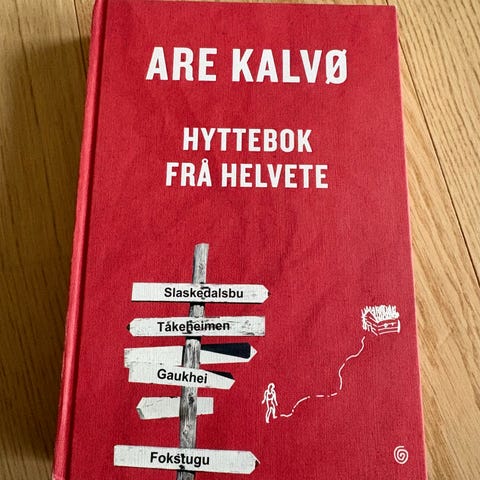 ARE KALVØ
HYTTEBOK
FRÅ HELVETE
Slaskedalsbu
Tåkeheimen
Gaukhei
Fokstugu